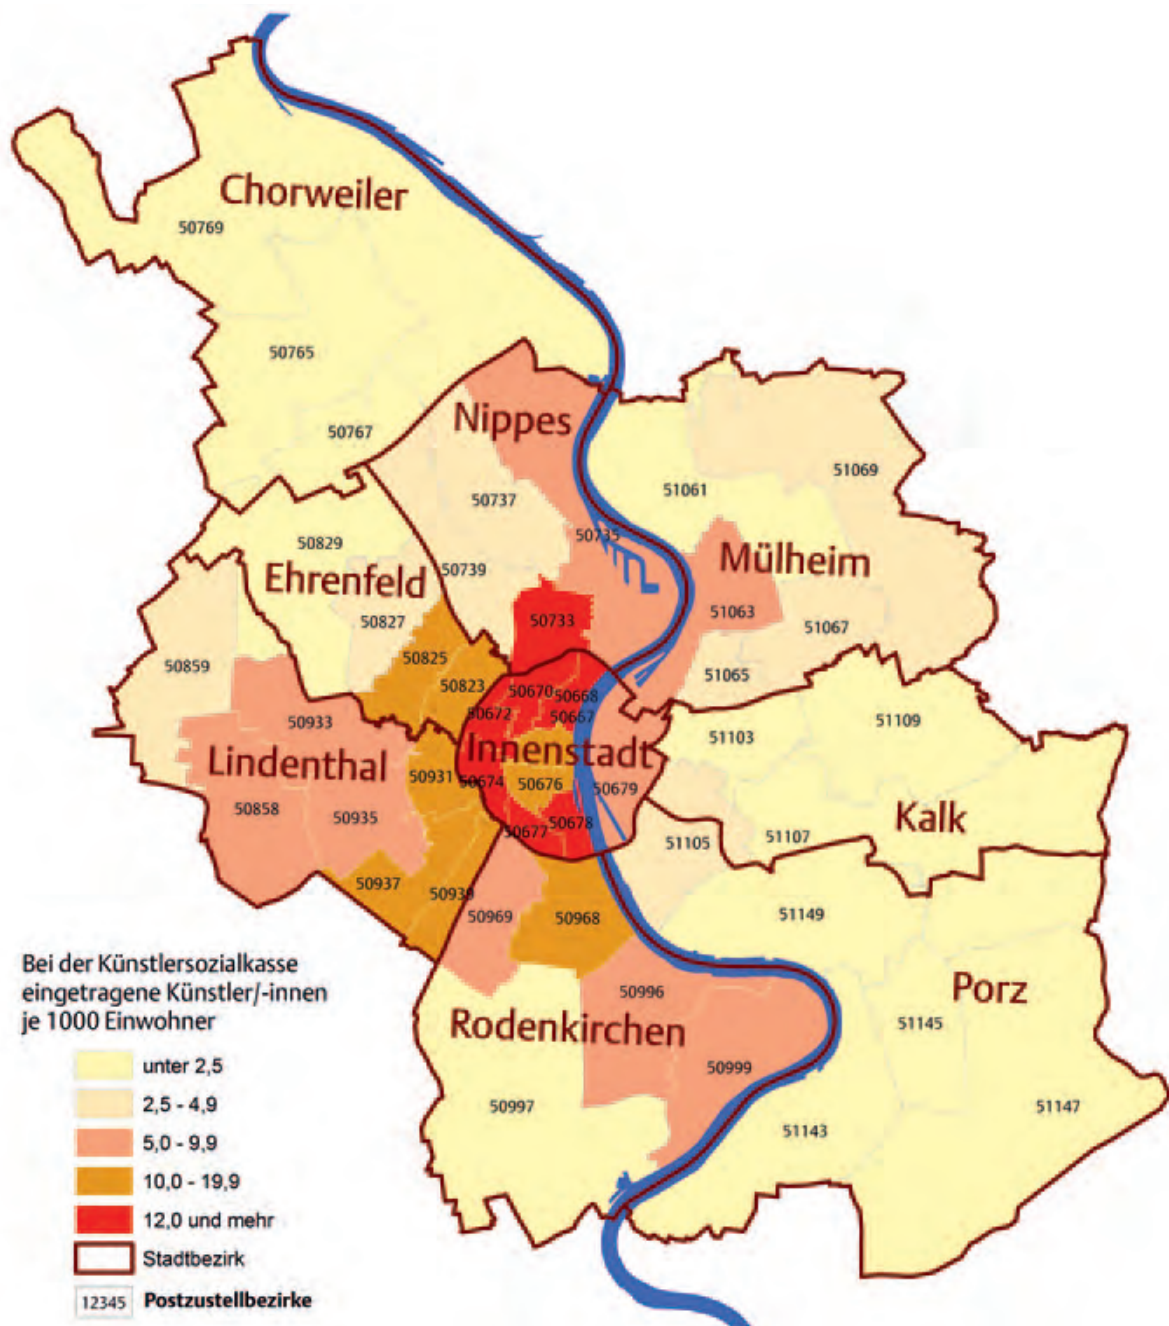 Chorweiler
50769
50765
50767
Nippes
50737
50735
50739
50733
51061
51069
Mülheim
51063
51067
51065
50829
Ehrenfeld
50827
50825
50823
50859
50933
Lindenthal
50931
50858
50935
50937
50939
50670
50668
50672
50667
Innenstadt
50674
50676
50679
50678
50677
51109
51103
Kalk
51107
51105
51149
Porz
51145
51147
51143
50969
50968
50996
Rodenkirchen
50999
50997
Bei der Künstlersozialkasse
eingetragene Künstler/-innen
je 1000 Einwohner
unter 2,5
2,5 - 4,9
5,0 - 9,9
10,0 - 19,9
12,0 und mehr
Stadtbezirk
12345 Postzustellbezirke